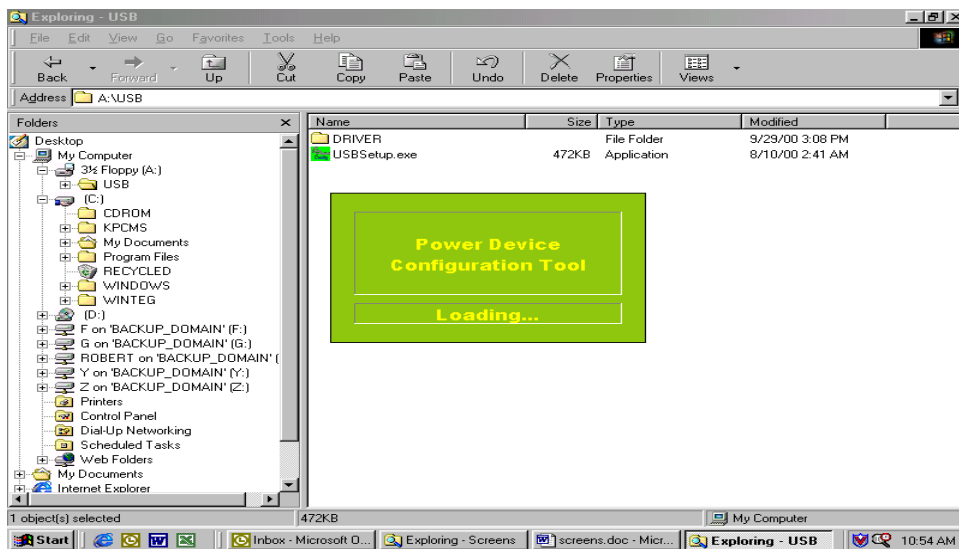 Exploring - USB
File Edit View Go Favorites Tools Help
Back Forward Up Cut Copy Paste Undo Delete Properties Views
Address A:\USB
Folders
Name Size Type Modified
Desktop
My Computer
3½ Floppy (A:)
USB
(C:)
CDROM
KPCMS
My Documents
Program Files
RECYCLED
WINDOWS
WINTEG
(D:)
F on 'BACKUP_DOMAIN' (F:)
G on 'BACKUP_DOMAIN' (G:)
ROBERT on 'BACKUP_DOMAIN' (
Y on 'BACKUP_DOMAIN' (Y:)
Z on 'BACKUP_DOMAIN' (Z:)
Printers
Control Panel
Dial-Up Networking
Scheduled Tasks
Web Folders
My Documents
Internet Explorer
DRIVER File Folder 9/29/00 3:08 PM
USBSetup.exe 472KB Application 8/10/00 2:41 AM
Power Device
Configuration Tool
Loading...
1 object(s) selected 472KB My Computer
Start Inbox - Microsoft O... Exploring - Screens screens.doc - Micr... Exploring - USB 10:54 AM